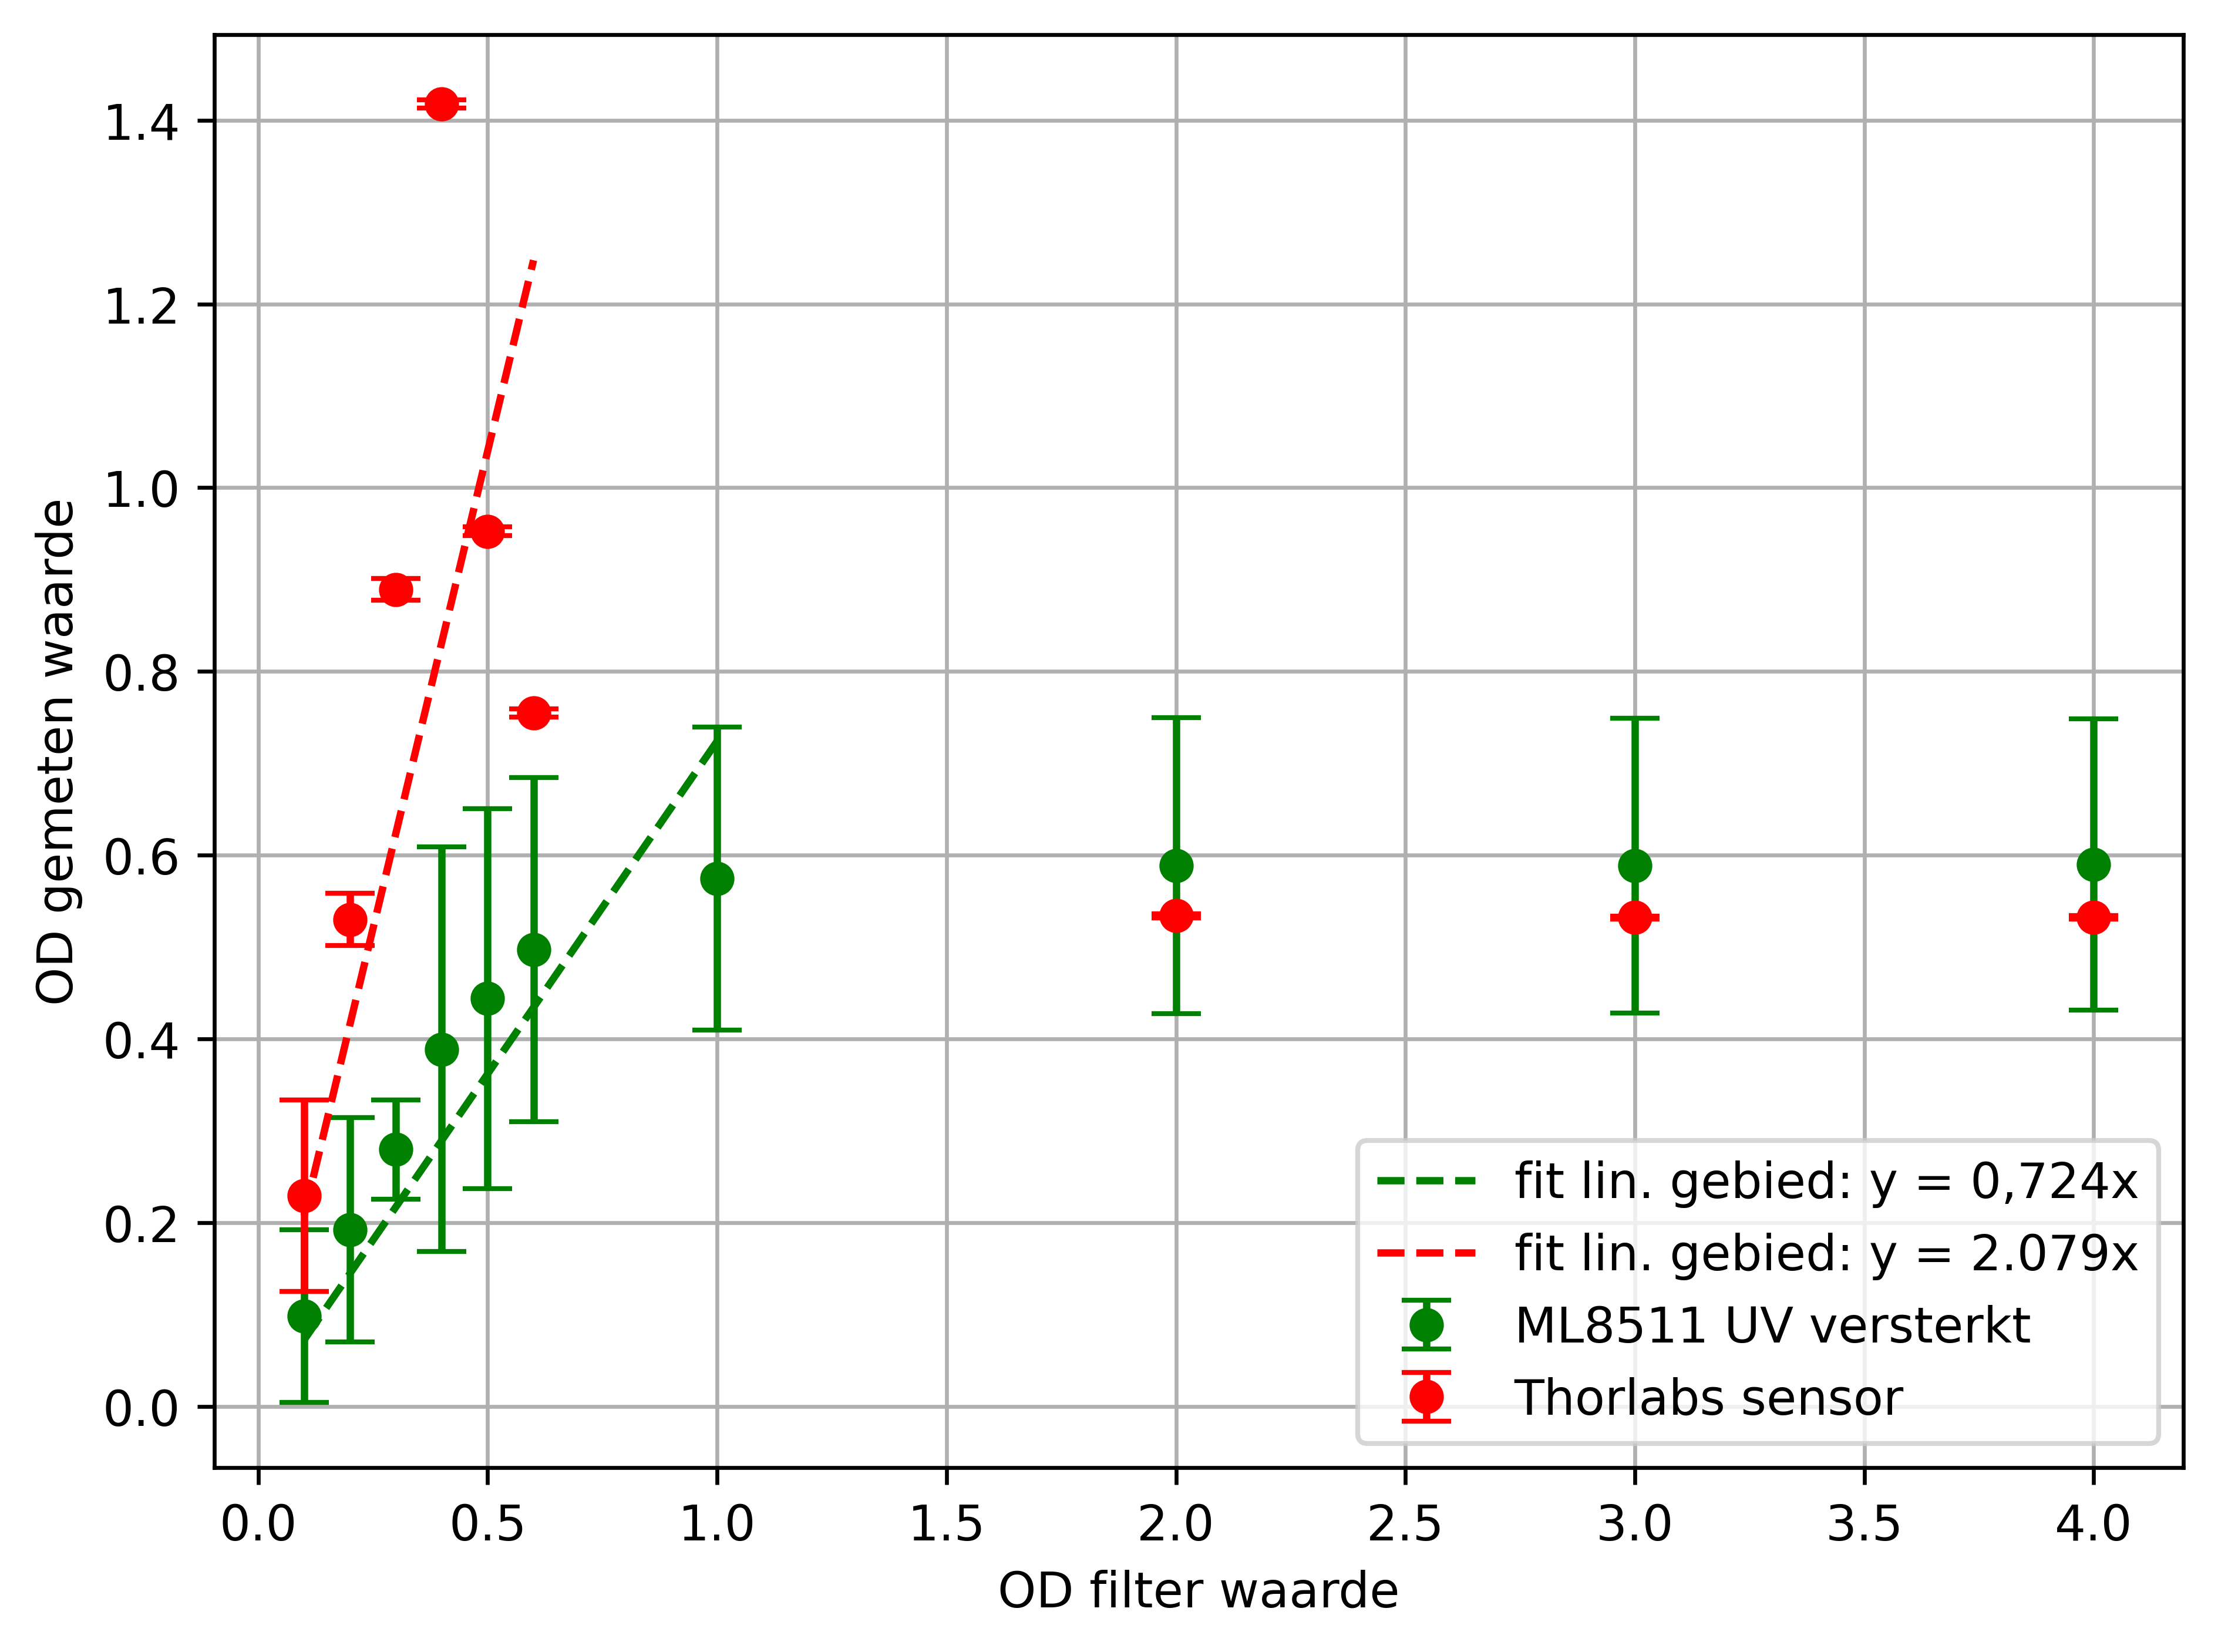 OD gemeten waarde
1.4
1.2
1.0
0.8
0.6
0.4
0.2
0.0
fit lin. gebied: y = 0,724x
fit lin. gebied: y = 2.079x
ML8511 UV versterkt
Thorlabs sensor
0.0 0.5 1.0 1.5 2.0 2.5 3.0 3.5 4.0
OD filter waarde